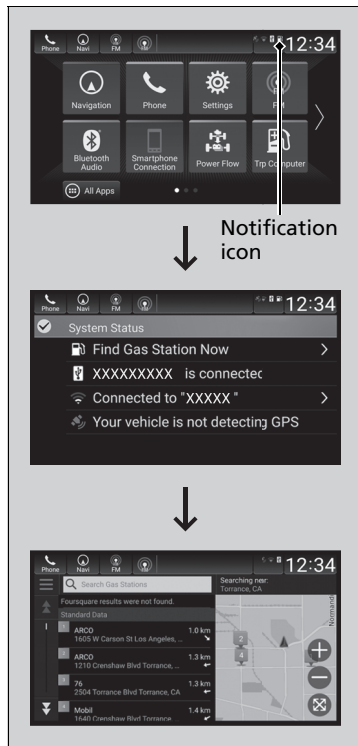 Phone Navi FM 12:34
Navigation Phone Settings FM
Bluetooth Audio Smartphone Connection Power Flow Trp Computer
All Apps
Notification
icon
Phone Navi FM 12:34
System Status
Find Gas Station Now
XXXXXXXXX is connectec
Connected to "XXXXX "
Your vehicle is not detecting GPS
Phone Navi FM 12:34
Search Gas Stations
Searching near:
Torrance, CA
Foursquare results were not found.
Standard Data
ARCO 1.0 km
1605 W Carson St Los Angeles, ...
ARCO 1.3 km
1210 Crenshaw Blvd Torrance, ...
76 1.3 km
2504 Torrance Blvd Torrance, CA
Mobil 1.4 km
1640 Crenshaw Blvd Torrance
2
4
Normandi